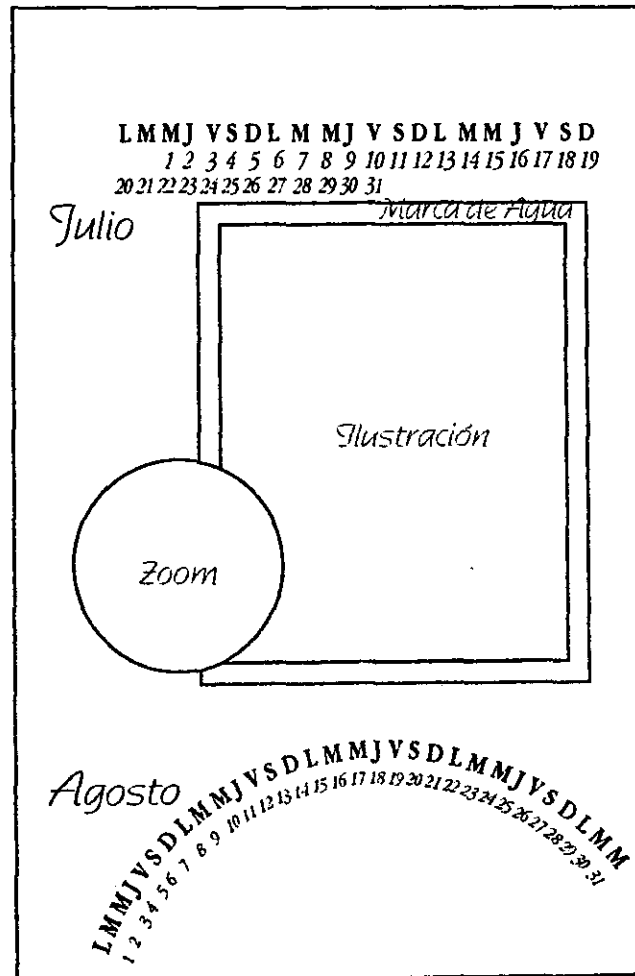 L M M J V S D L M M J V S D L M M J V S D
1 2 3 4 5 6 7 8 9 10 11 12 13 14 15 16 17 18 19
20 21 22 23 24 25 26 27 28 29 30 31
Julio
Marca de Agua
Ilustración
Zoom
Agosto
L M M J V S D L M M J V S D L M M J V S D L M M J V S D L M M
1 2 3 4 5 6 7 8 9 10 11 12 13 14 15 16 17 18 19 20 21 22 23 24 25 26 27 28 29 30 31